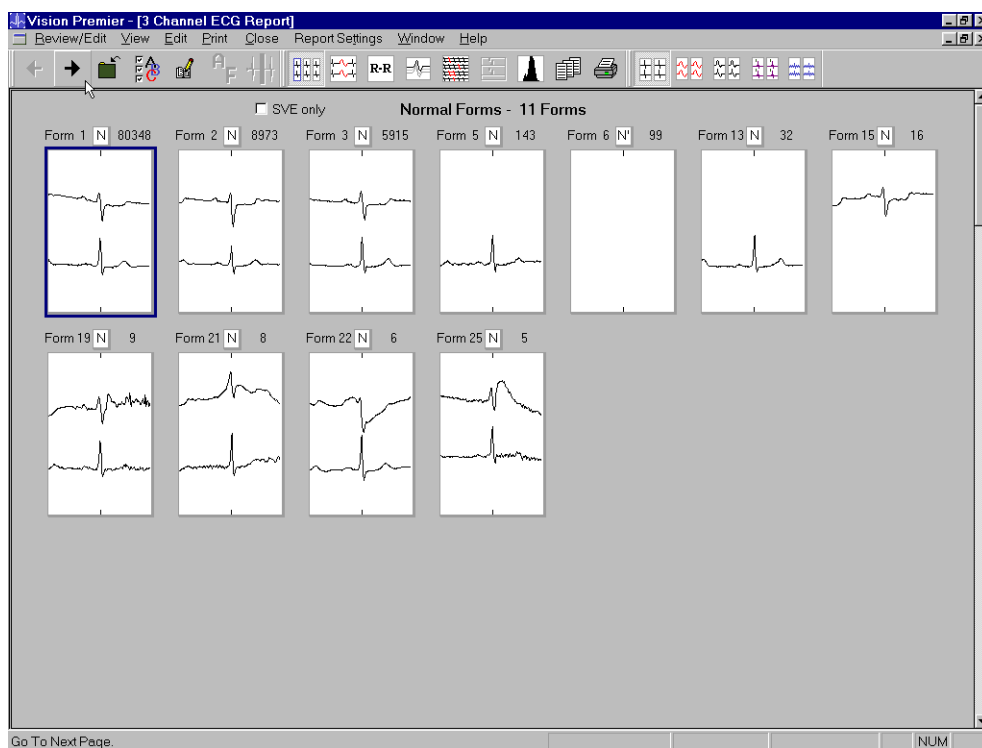 Vision Premier - [3 Channel ECG Report]
Review/Edit View Edit Print Close Report Settings Window Help
A B C A F R-R
SVE only Normal Forms - 11 Forms
Form 1 N 80348 Form 2 N 8973 Form 3 N 5915 Form 5 N 143 Form 6 N' 99 Form 13 N 32 Form 15 N 16
Form 19 N 9 Form 21 N 8 Form 22 N 6 Form 25 N 5
Go To Next Page. NUM